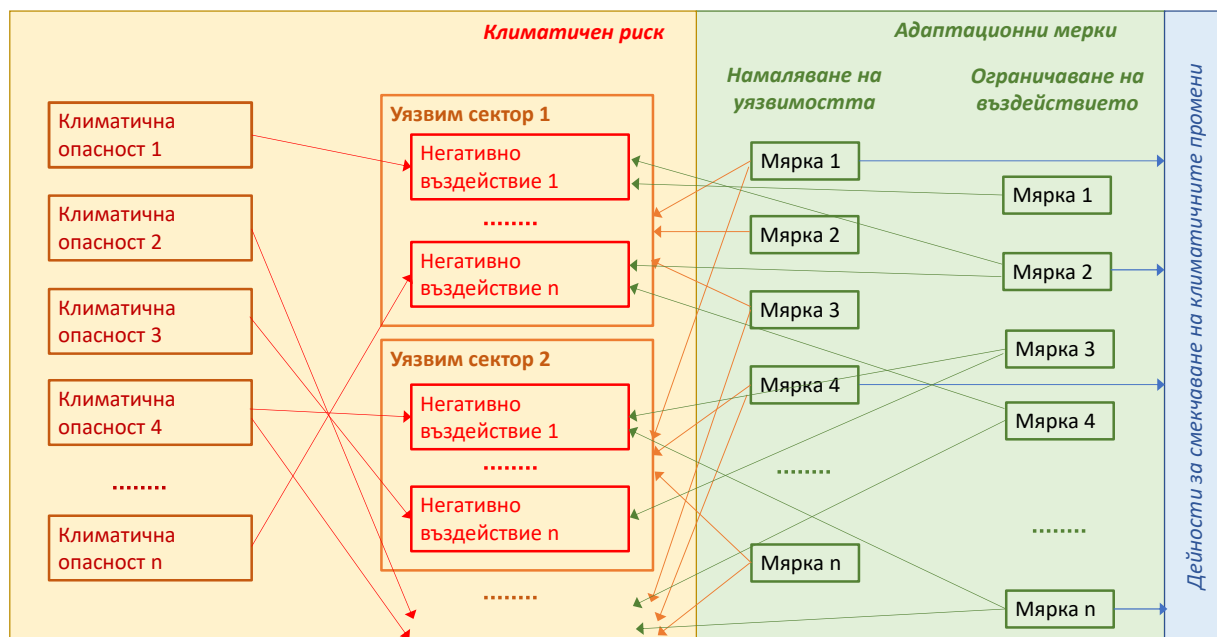 Климатичен риск
Адаптационни мерки
Намаляване на
уязвимостта
Ограничаване на
въздействието
Климатична
опасност 1
Климатична
опасност 2
Климатична
опасност 3
Климатична
опасност 4
........
Климатична
опасност n
Уязвим сектор 1
Негативно
въздействие 1
........
Негативно
въздействие n
Уязвим сектор 2
Негативно
въздействие 1
........
Негативно
въздействие n
........
Мярка 1
Мярка 2
Мярка 3
Мярка 4
........
Мярка n
Мярка 1
Мярка 2
Мярка 3
Мярка 4
........
Мярка n
Дейности за смекчаване на климатичните промени